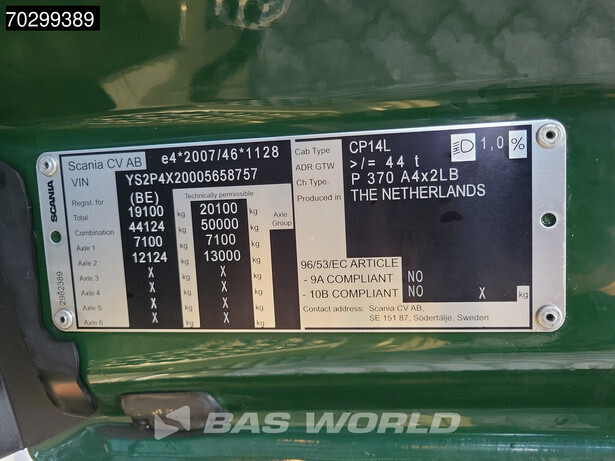 70299389
SCANIA
2962389
Scania CV AB e4*2007/46*1128
VIN YS2P4X20005658757
Regist. for (BE) Technically permissible
Total 19100 kg 20100 kg Axle Group
Combination 44124 kg 50000 kg
Axle 1 7100 kg 7100 kg
Axle 2 12124 kg 13000 kg
Axle 3 X kg X kg
Axle 4 X kg X kg
Axle 5 X kg X kg
Axle 6 X kg X kg
Cab Type CP14L 1,0 %
ADR GTW >/= 44 t
Ch. Type P 370 A4x2LB
Produced in THE NETHERLANDS
96/53/EC ARTICLE
- 9A COMPLIANT NO
- 10B COMPLIANT NO X kg
Contact address: Scania CV AB,
SE 151 87, Södertälje, Sweden
BAS WORLD